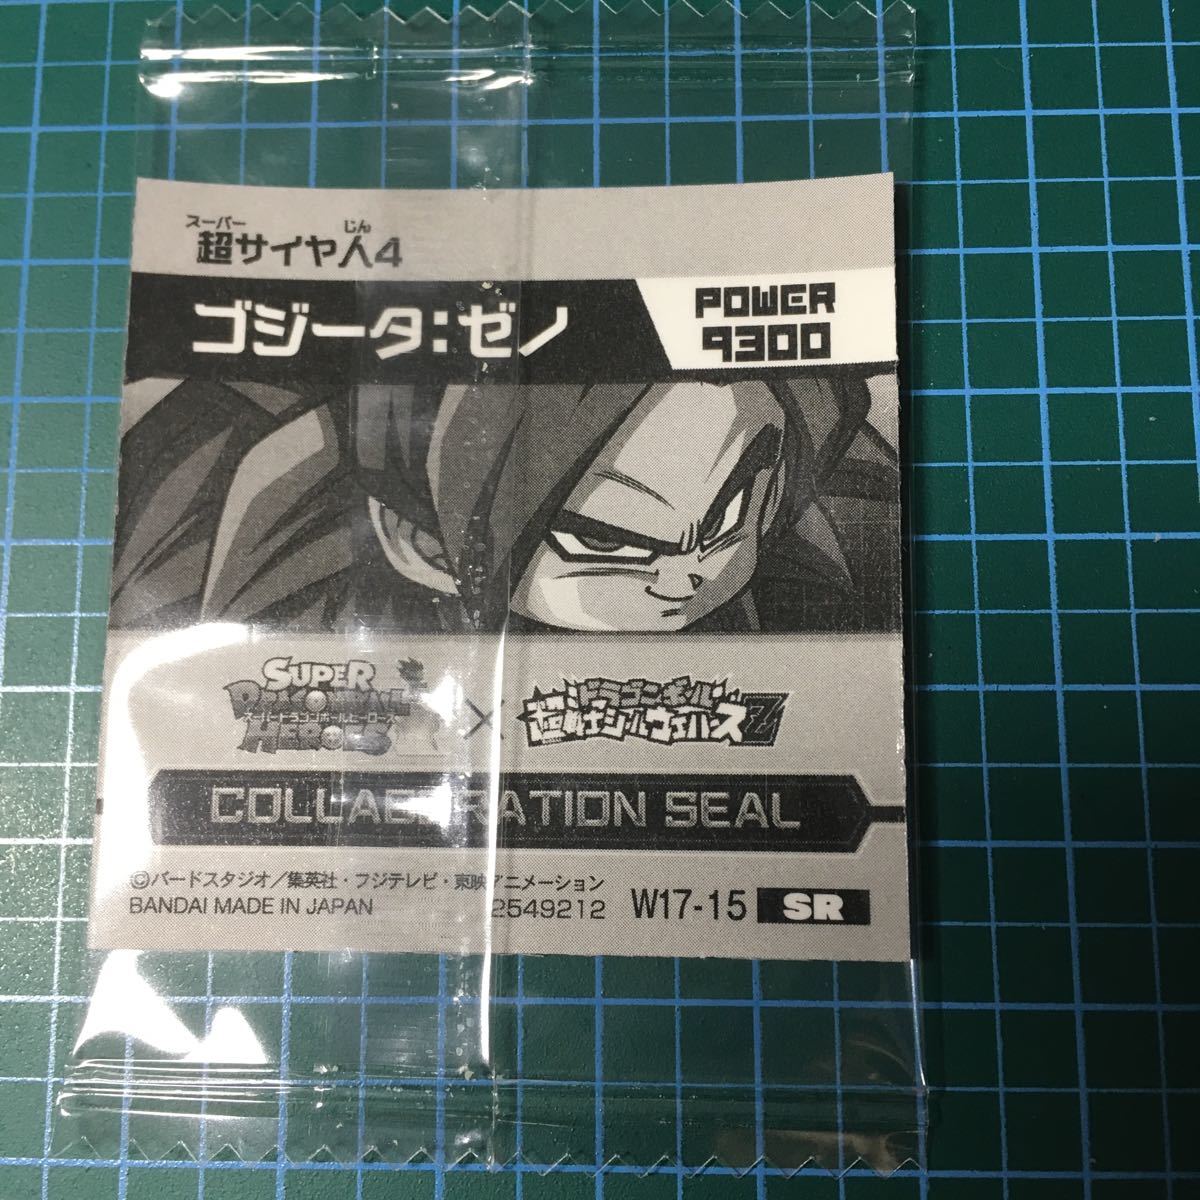 スーパー じん
超サイヤ人4
ゴジータ:ゼノ
POWER
9300
SUPER
DRAGONBALL
スーパードラゴンボールヒーローズ
HEROES
×
ドラゴンボール
超戦士シールウエハースZ
COLLABORATION SEAL
©バードスタジオ/集英社・フジテレビ・東映アニメーション
BANDAI MADE IN JAPAN 2549212 W17-15 SR